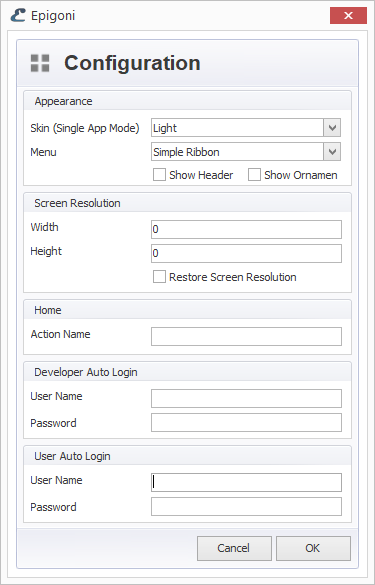 Epigoni
Configuration
Appearance
Skin (Single App Mode) Light
Menu Simple Ribbon
Show Header Show Ornamen
Screen Resolution
Width 0
Height 0
Restore Screen Resolution
Home
Action Name
Developer Auto Login
User Name
Password
User Auto Login
User Name
Password
Cancel OK